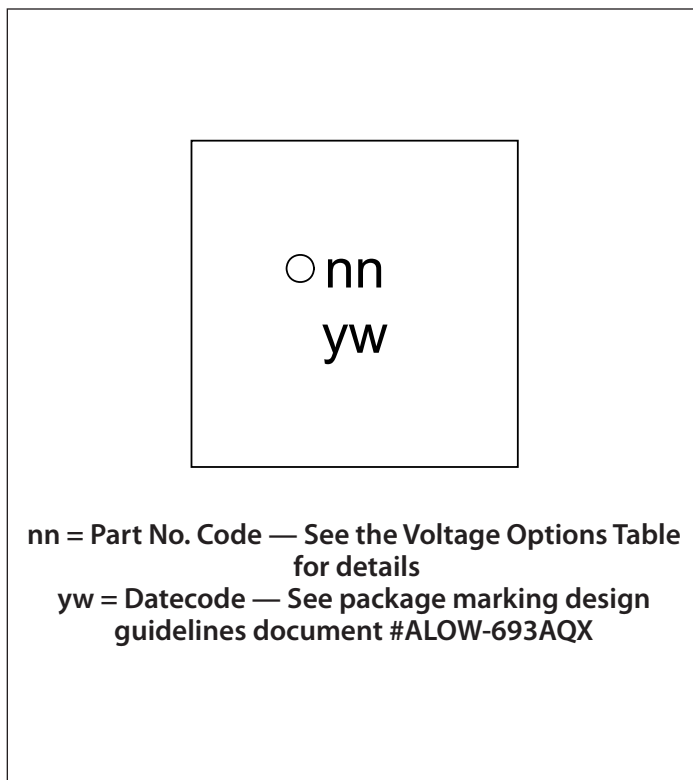 nn
yw
nn = Part No. Code — See the Voltage Options Table
for details
yw = Datecode — See package marking design
guidelines document #ALOW-693AQX